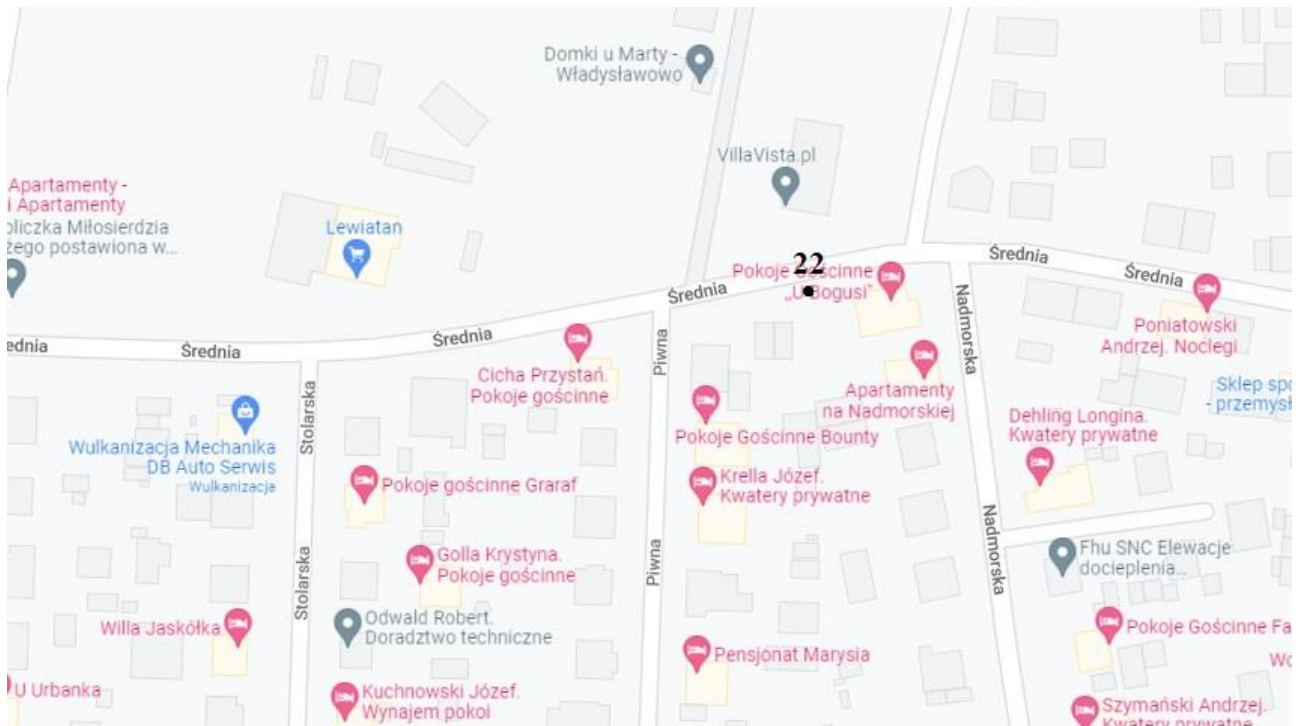 Domki u Marty -
Władysławowo
VillaVista.pl
Apartamenty -
i Apartamenty
pliczka Miłosierdzia
zego postawiona w...
Lewiatan
22
Pokoje Gościnne
„U Bogusi"
Średnia
Średnia
Średnia
Średnia
Średnia
ednia
Nadmorska
Poniatowski
Andrzej. Noclegi
Piwna
Cicha Przystań.
Pokoje gościnne
Stolarska
Apartamenty
na Nadmorskiej
Sklep spo
- przemysł
Dehling Longina.
Kwatery prywatne
Wulkanizacja Mechanika
DB Auto Serwis
Wulkanizacja
Pokoje Gościnne Bounty
Pokoje gościnne Graraf
Krella Józef.
Kwatery prywatne
Nadmorska
Golla Krystyna.
Pokoje gościnne
Piwna
Stolarska
Fhu SNC Elewacje
docieplenia...
Willa Jaskółka
Odwald Robert.
Doradztwo techniczne
Pokoje Gościnne Fa
Pensjonat Marysia
Wo
U Urbanka
Kuchnowski Józef.
Wynajem pokoi
Szymański Andrzej.
Kwatery prywatne